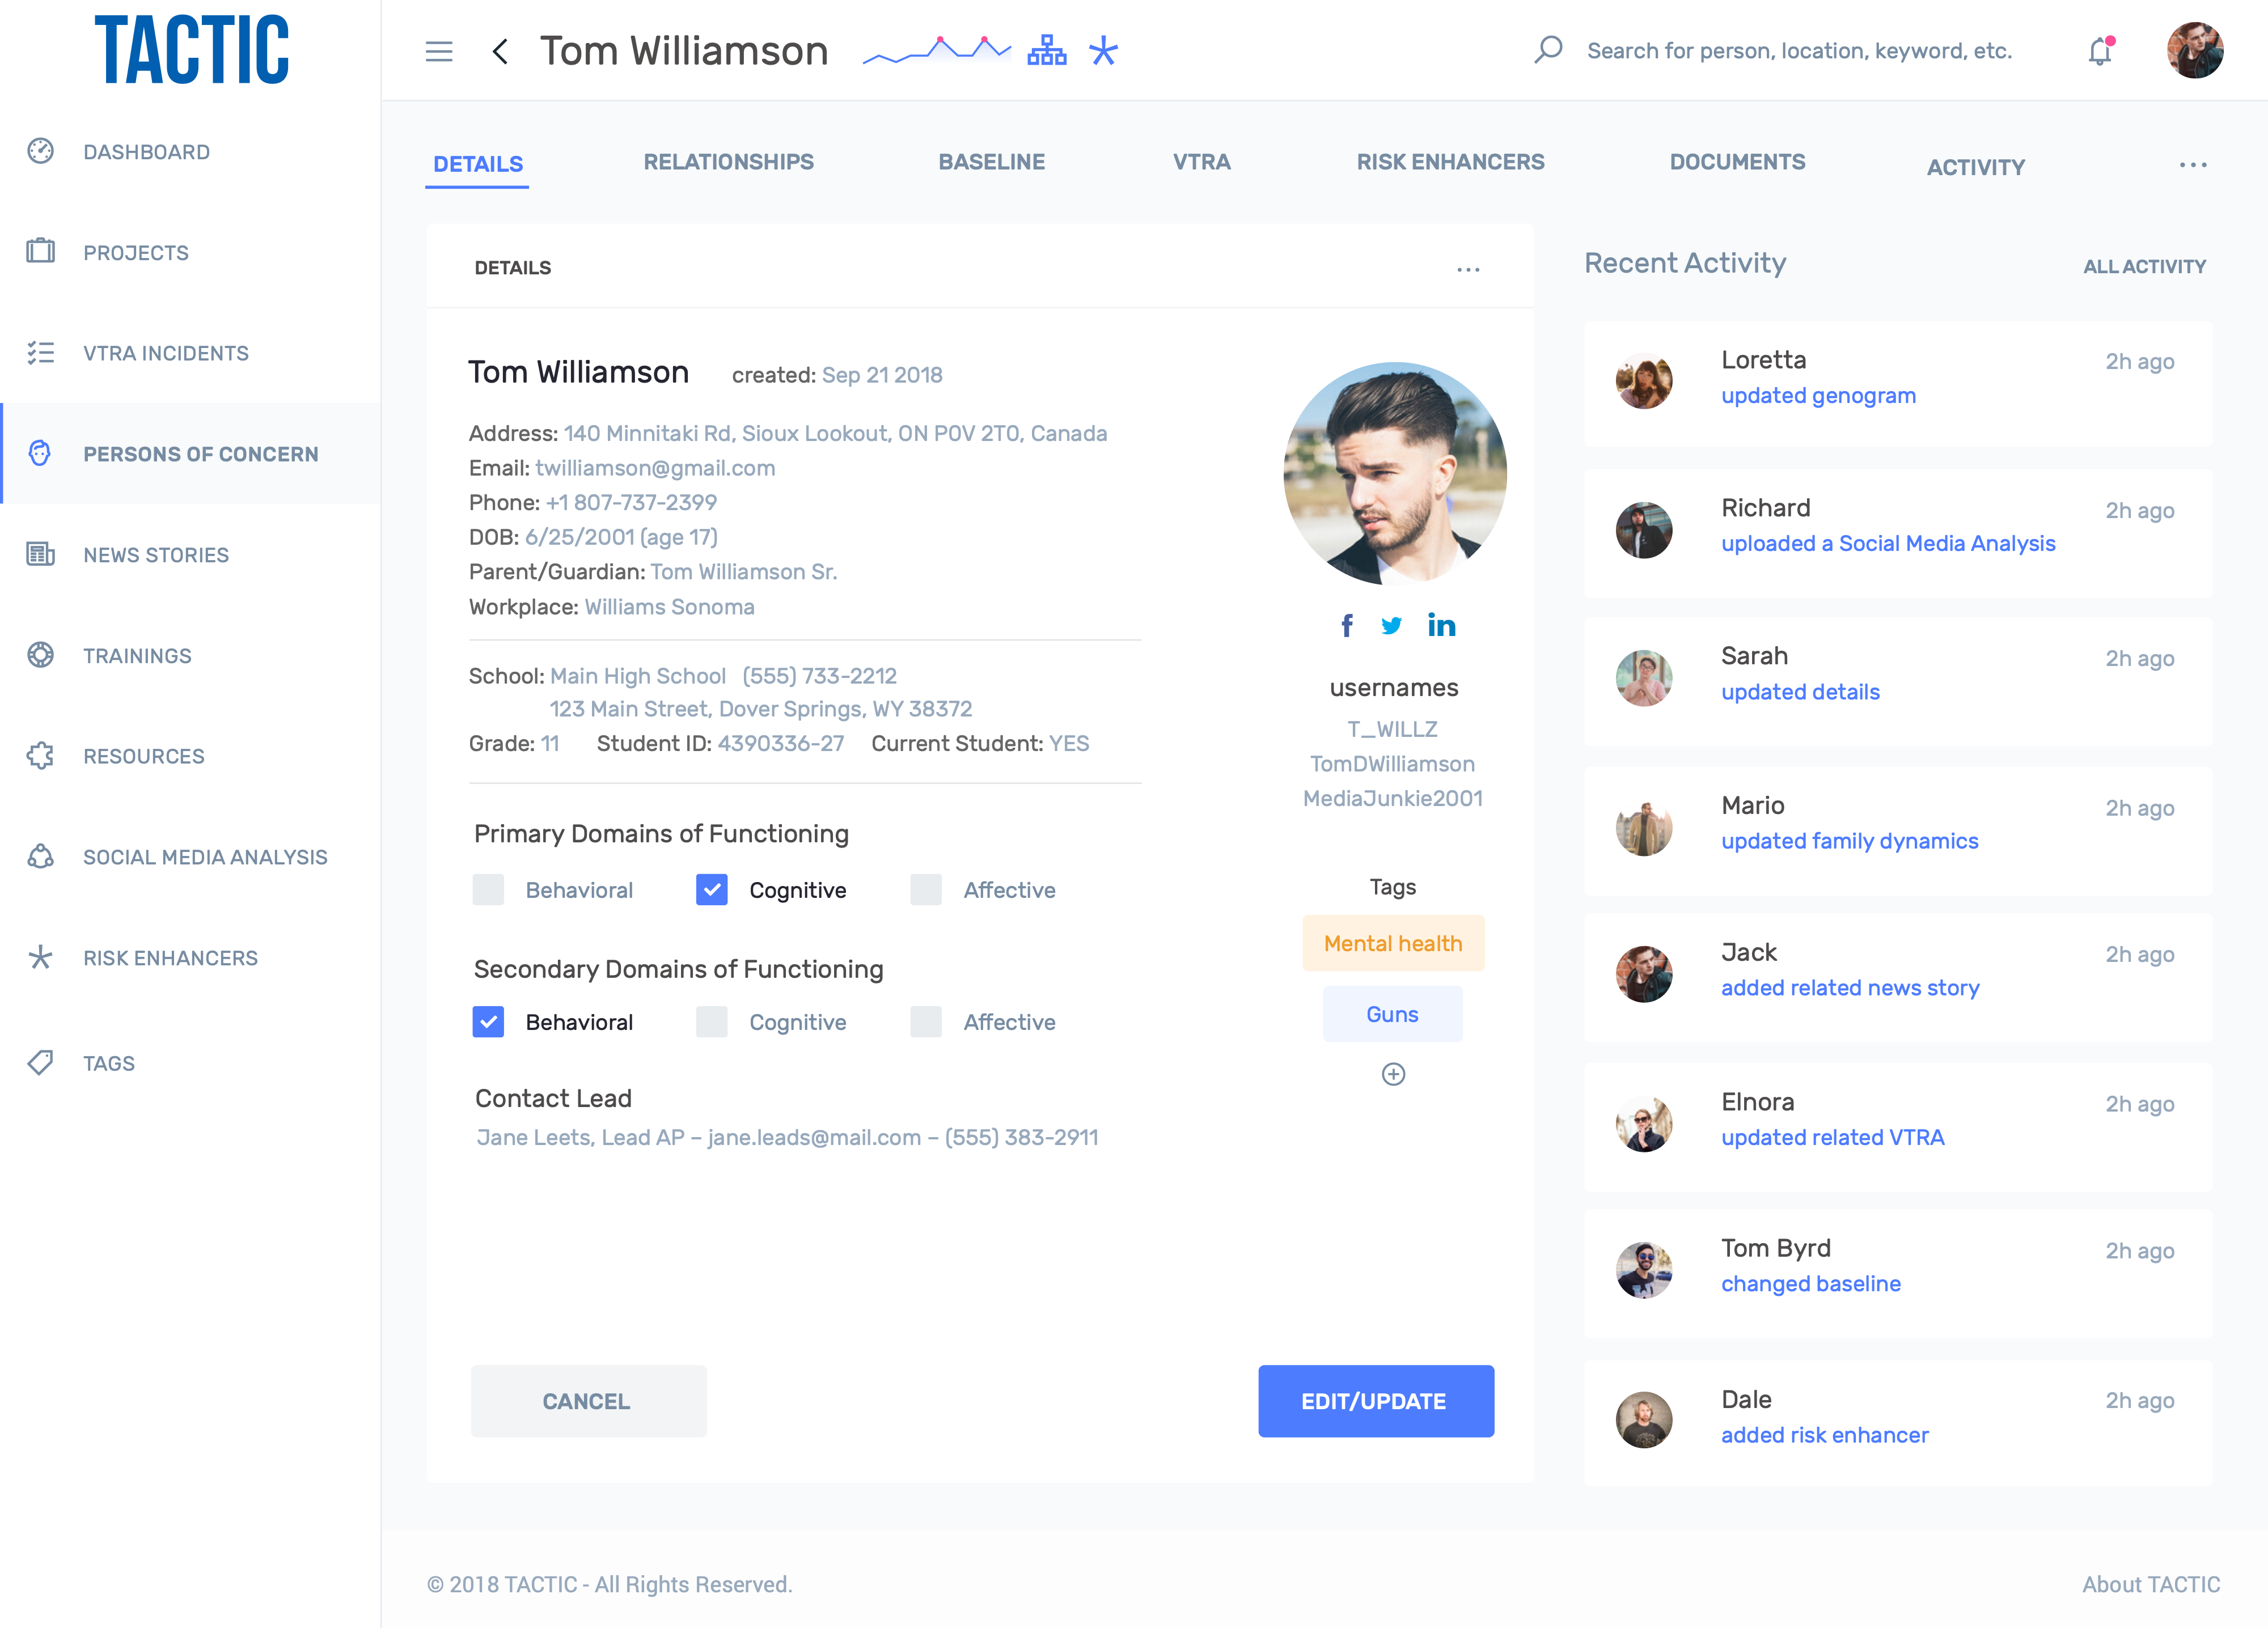 TACTIC
Tom Williamson
Search for person, location, keyword, etc.
DASHBOARD
PROJECTS
VTRA INCIDENTS
PERSONS OF CONCERN
NEWS STORIES
TRAININGS
RESOURCES
SOCIAL MEDIA ANALYSIS
RISK ENHANCERS
TAGS
DETAILS RELATIONSHIPS BASELINE VTRA RISK ENHANCERS DOCUMENTS ACTIVITY
DETAILS
Tom Williamson created: Sep 21 2018
Address: 140 Minnitaki Rd, Sioux Lookout, ON P0V 2T0, Canada
Email: twilliamson@gmail.com
Phone: +1 807-737-2399
DOB: 6/25/2001 (age 17)
Parent/Guardian: Tom Williamson Sr.
Workplace: Williams Sonoma
School: Main High School (555) 733-2212
123 Main Street, Dover Springs, WY 38372
Grade: 11 Student ID: 4390336-27 Current Student: YES
Primary Domains of Functioning
Behavioral Cognitive Affective
Secondary Domains of Functioning
Behavioral Cognitive Affective
Contact Lead
Jane Leets, Lead AP – jane.leads@mail.com – (555) 383-2911
f in
usernames
T_WILLZ
TomDWilliamson
MediaJunkie2001
Tags
Mental health
Guns
CANCEL
EDIT/UPDATE
Recent Activity ALL ACTIVITY
Loretta 2h ago
updated genogram
Richard 2h ago
uploaded a Social Media Analysis
Sarah 2h ago
updated details
Mario 2h ago
updated family dynamics
Jack 2h ago
added related news story
Elnora 2h ago
updated related VTRA
Tom Byrd 2h ago
changed baseline
Dale 2h ago
added risk enhancer
© 2018 TACTIC - All Rights Reserved.
About TACTIC